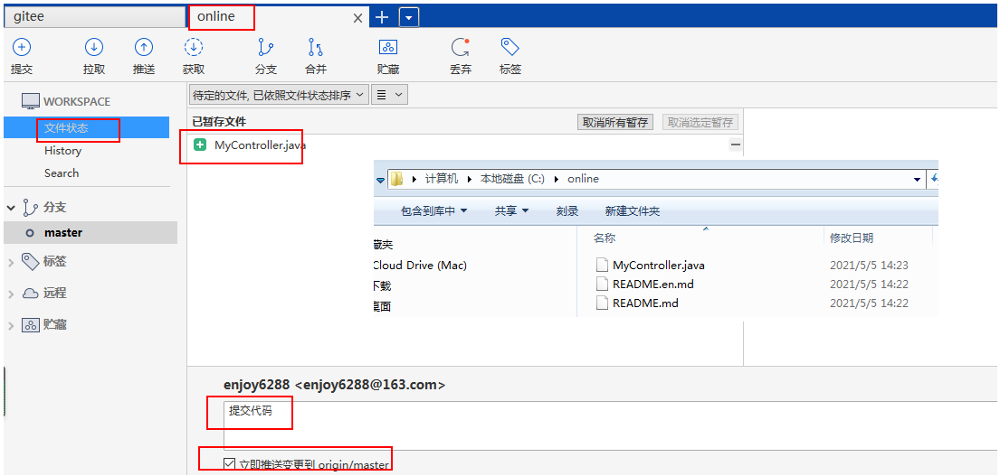 gitee
online
提交
拉取
推送
获取
分支
合并
贮藏
丢弃
标签
WORKSPACE
文件状态
History
Search
分支
master
标签
远程
贮藏
待定的文件, 已依照文件状态排序
已暂存文件
取消所有暂存
取消选定暂存
MyController.java
计算机
本地磁盘 (C:)
online
包含到库中
共享
刻录
新建文件夹
藏夹
Cloud Drive (Mac)
下载
桌面
名称
修改日期
MyController.java 2021/5/5 14:23
README.en.md 2021/5/5 14:22
README.md 2021/5/5 14:22
enjoy6288 <enjoy6288@163.com>
提交代码
立即推送变更到 origin/master